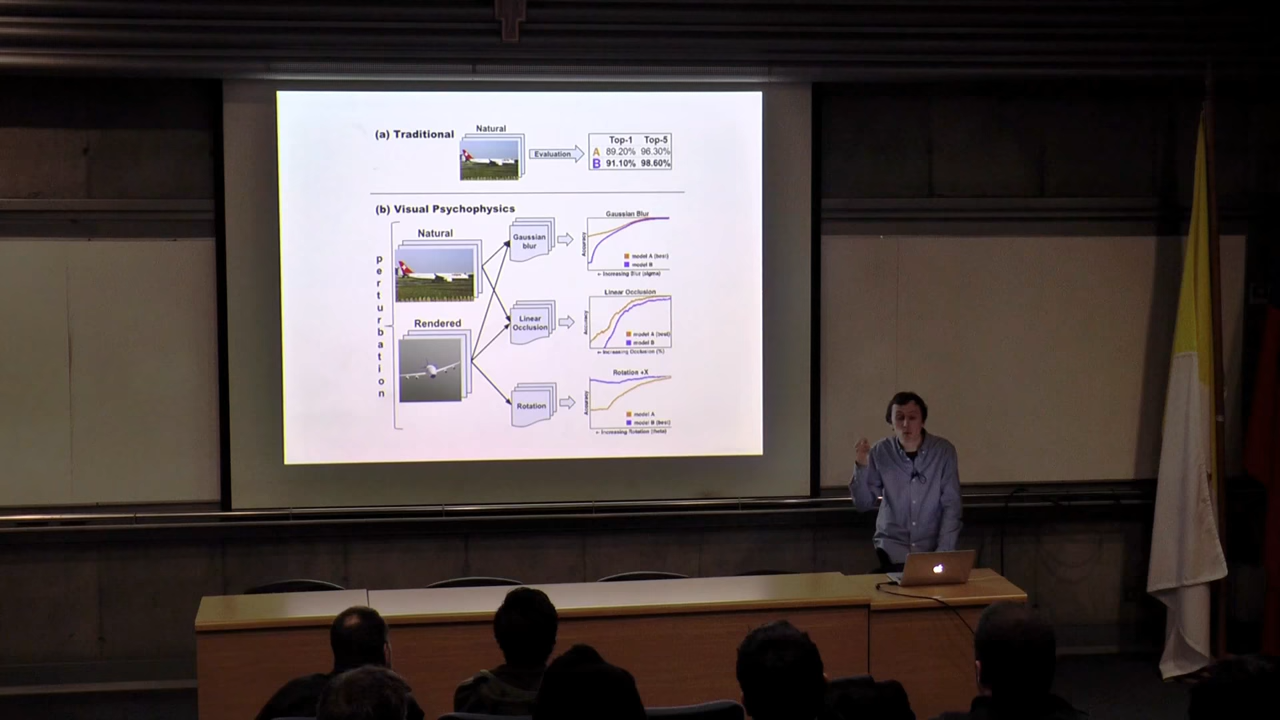 (a) Traditional
Natural
Evaluation
Top-1 Top-5
A 89.20% 96.30%
B 91.10% 98.60%
(b) Visual Psychophysics
perturbation
Natural
Rendered
Gaussian
blur
Linear
Occlusion
Rotation
Gaussian Blur
Accuracy
model A (best)
model B
← Increasing Blur (sigma)
Linear Occlusion
Accuracy
model A (best)
model B
← Increasing Occlusion (%)
Rotation +X
Accuracy
model A
model B (best)
← Increasing Rotation (theta)